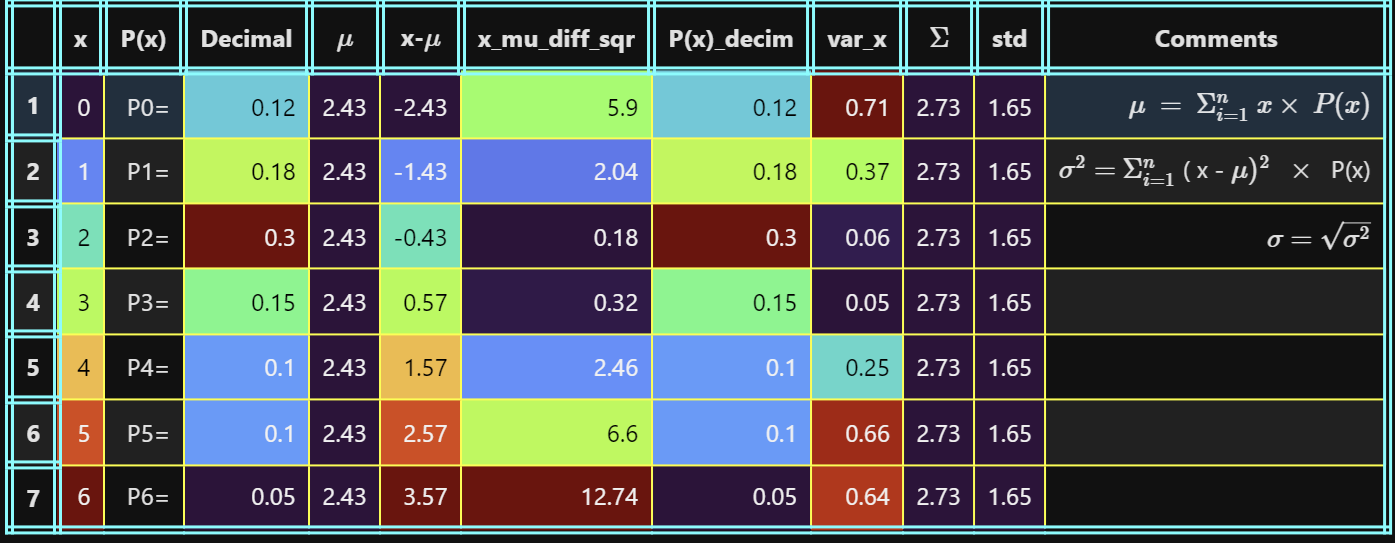 x P(x) Decimal μ x-μ x_mu_diff_sqr P(x)_decim var_x Σ std Comments
1 0 P0= 0.12 2.43 -2.43 5.9 0.12 0.71 2.73 1.65 μ = Σⁿᵢ₌₁ x × P(x)
2 1 P1= 0.18 2.43 -1.43 2.04 0.18 0.37 2.73 1.65 σ² = Σⁿᵢ₌₁ ( x - μ)² × P(x)
3 2 P2= 0.3 2.43 -0.43 0.18 0.3 0.06 2.73 1.65 σ = √σ²
4 3 P3= 0.15 2.43 0.57 0.32 0.15 0.05 2.73 1.65
5 4 P4= 0.1 2.43 1.57 2.46 0.1 0.25 2.73 1.65
6 5 P5= 0.1 2.43 2.57 6.6 0.1 0.66 2.73 1.65
7 6 P6= 0.05 2.43 3.57 12.74 0.05 0.64 2.73 1.65